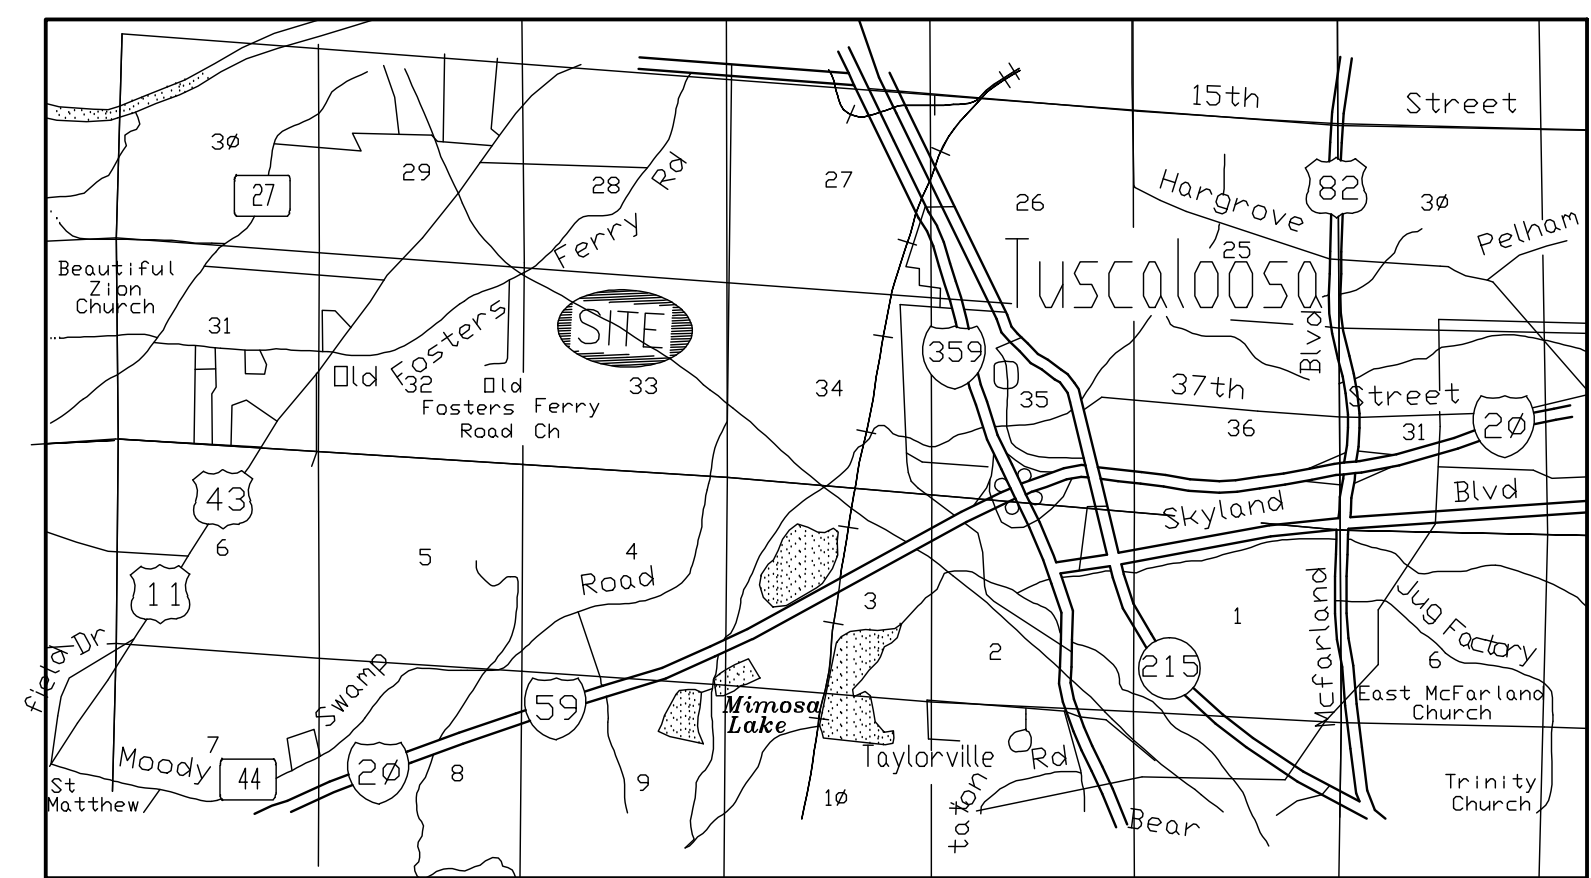 15th Street
30
29
28
Rd
27
26
82
Hargrove
30
27
Ferry
Tuscaloosa
25
Pelham
Beautiful
Zion
Church
31
Fosters
SITE
359
Blvd
Old
32
Old
Fosters Ferry
Road Ch
33
34
35
37th Street
36
31
20
43
6
5
4
Skyland
Blvd
11
Road
3
1
Mcfarland
Jug Factory
field Dr
2
215
6
Swamp
59
Mimosa
Lake
East McFarland
Church
7
Moody
44
20
8
9
10
Taylorville
Rd
St
Matthew
taton
Bear
Trinity
Church